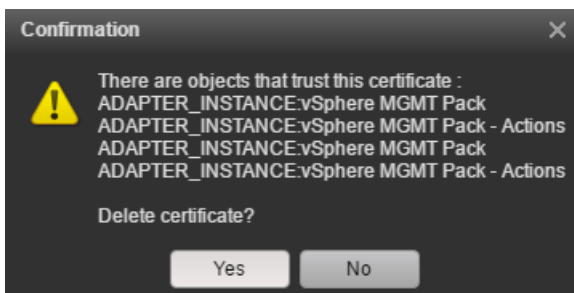 Confirmation
There are objects that trust this certificate :
ADAPTER_INSTANCE:vSphere MGMT Pack
ADAPTER_INSTANCE:vSphere MGMT Pack - Actions
ADAPTER_INSTANCE:vSphere MGMT Pack
ADAPTER_INSTANCE:vSphere MGMT Pack - Actions
Delete certificate?
Yes No